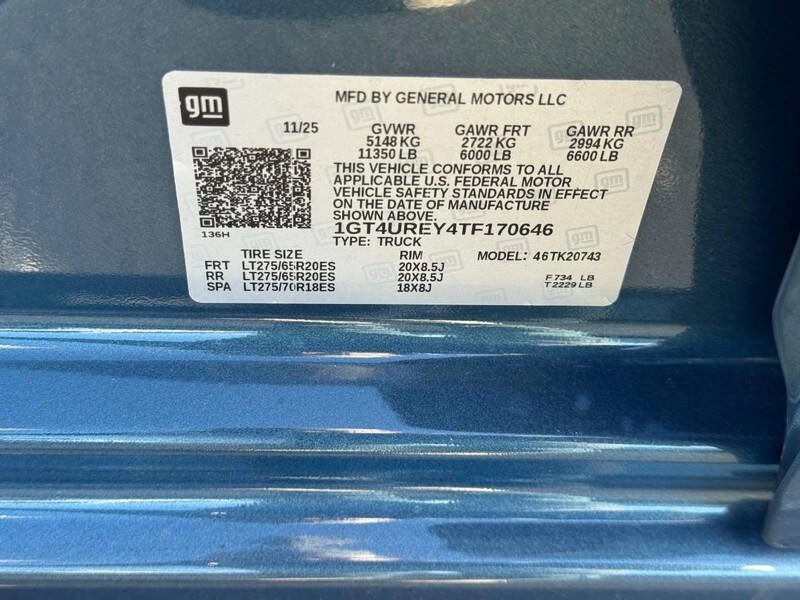 gm
MFD BY GENERAL MOTORS LLC
11/25 GVWR GAWR FRT GAWR RR
5148 KG 2722 KG 2994 KG
11350 LB 6000 LB 6600 LB
THIS VEHICLE CONFORMS TO ALL
APPLICABLE U.S. FEDERAL MOTOR
VEHICLE SAFETY STANDARDS IN EFFECT
ON THE DATE OF MANUFACTURE
SHOWN ABOVE.
136H
1GT4UREY4TF170646
TYPE: TRUCK
TIRE SIZE RIM MODEL: 46TK20743
FRT LT275/65R20ES 20X8.5J
RR LT275/65R20ES 20X8.5J F 734 LB
SPA LT275/70R18ES 18X8J T 2229 LB